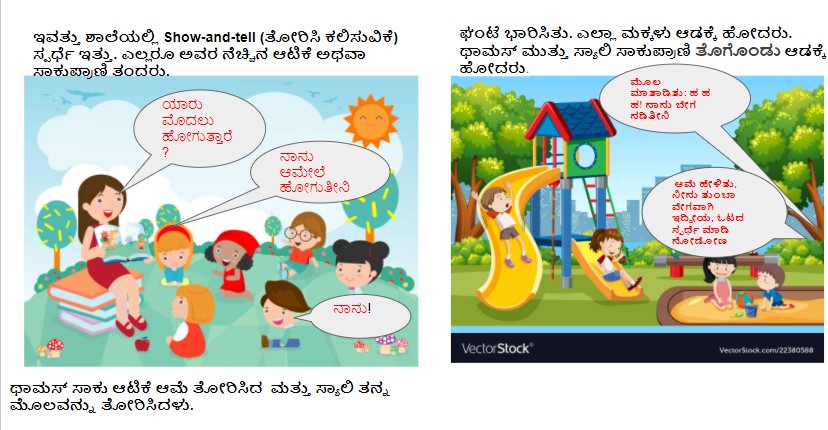 ಇವತ್ತು ಶಾಲೆಯಲ್ಲಿ Show-and-tell (ತೋರಿಸಿ ಕಲಿಸುವಿಕೆ)
ಸ್ಪರ್ಧೆ ಇತ್ತು. ಎಲ್ಲರೂ ಅವರ ನೆಚ್ಚಿನ ಆಟಿಕೆ ಅಥವಾ
ಸಾಕುಪ್ರಾಣಿ ತಂದರು.
ಯಾರು
ಮೊದಲು
ಹೋಗುತ್ತಾರೆ
?
ನಾನು
ಆಮೇಲೆ
ಹೋಗುತೀನಿ
ನಾನು!
ಥಾಮಸ್ ಸಾಕು ಆಟಿಕೆ ಆಮೆ ತೋರಿಸಿದ ಮತ್ತು ಸ್ಯಾಲಿ ತನ್ನ
ಮೊಲವನ್ನು ತೋರಿಸಿದಳು.
ಘಂಟೆ ಭಾರಿಸಿತು. ಎಲ್ಲಾ ಮಕ್ಕಳು ಆಡಕ್ಕೆ ಹೋದರು.
ಥಾಮಸ್ ಮುತ್ತು ಸ್ಯಾಲಿ ಸಾಕುಪ್ರಾಣಿ ತೊಗೊಂಡು ಆಡಕ್ಕೆ
ಹೋದರು.
ಮೊಲ
ಮಾತಾಡಿತು: ಹ ಹ
ಹ! ನಾನು ಬೇಗ
ನಡಿತೀನಿ
ಆಮೆ ಹೇಳಿತು,
ನೀನು ತುಂಬಾ
ವೇಗವಾಗಿ
ಇದ್ದೀಯ, ಓಟದ
ಸ್ಪರ್ಧೆ ಮಾಡಿ
ನೋಡೋಣ
VectorStock®
VectorStock.com/22380588